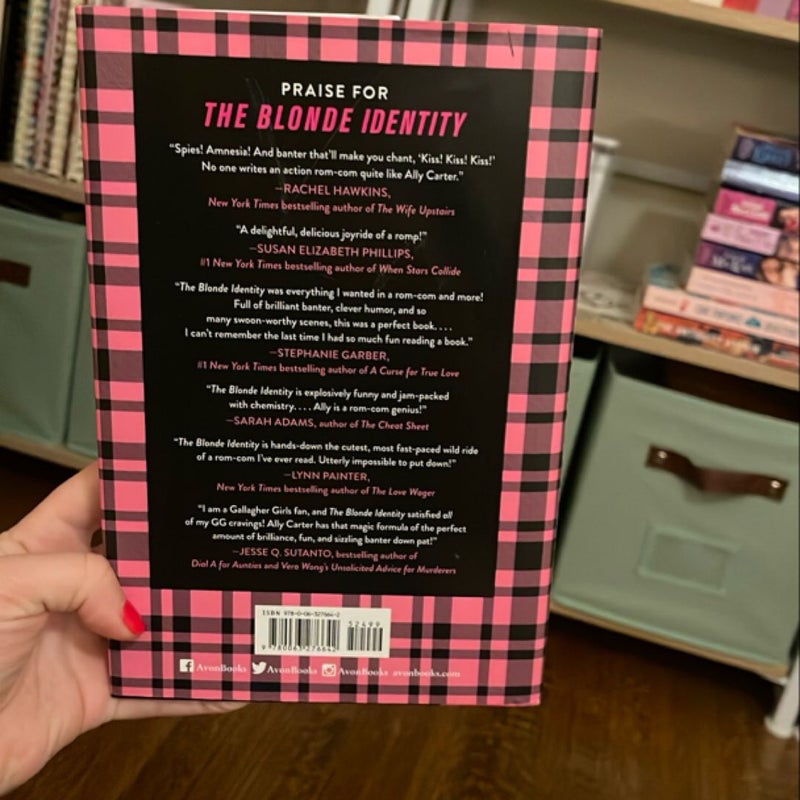 PRAISE FOR
THE BLONDE IDENTITY
“Spies! Amnesia! And banter that’ll make you chant, ‘Kiss! Kiss! Kiss!’
No one writes an action rom-com quite like Ally Carter.”
—RACHEL HAWKINS,
New York Times bestselling author of The Wife Upstairs
“A delightful, delicious joyride of a romp!”
—SUSAN ELIZABETH PHILLIPS,
#1 New York Times bestselling author of When Stars Collide
“The Blonde Identity was everything I wanted in a rom-com and more!
Full of brilliant banter, clever humor, and so
many swoon-worthy scenes, this was a perfect book. . . .
I can’t remember the last time I had so much fun reading a book.”
—STEPHANIE GARBER,
#1 New York Times bestselling author of A Curse for True Love
“The Blonde Identity is explosively funny and jam-packed
with chemistry. . . . Ally is a rom-com genius!”
—SARAH ADAMS, author of The Cheat Sheet
“The Blonde Identity is hands-down the cutest, most fast-paced wild ride
of a rom-com I’ve ever read. Utterly impossible to put down!”
—LYNN PAINTER,
New York Times bestselling author of The Love Wager
“I am a Gallagher Girls fan, and The Blonde Identity satisfied all
of my GG cravings! Ally Carter has that magic formula of the perfect
amount of brilliance, fun, and sizzling banter down pat!”
—JESSE Q. SUTANTO, bestselling author of
Dial A for Aunties and Vera Wong’s Unsolicited Advice for Murderers
ISBN 978-0-06-327664-2
52499
9 780063 276642
AvonBooks AvonBooks AvonBooks avonbooks.com